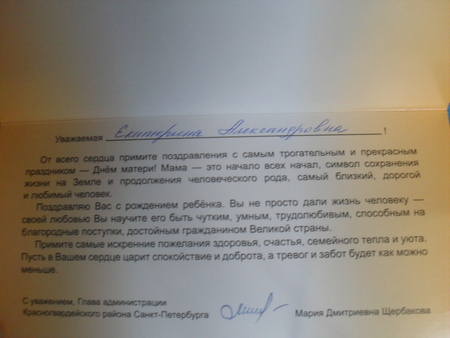 Уважаемая Екатерина Александровна !
От всего сердца примите поздравления с самым трогательным и прекрасным
праздником — Днём матери! Мама — это начало всех начал, символ сохранения
жизни на Земле и продолжения человеческого рода, самый близкий, дорогой
и любимый человек.
Поздравляю Вас с рождением ребёнка. Вы не просто дали жизнь человеку —
своей любовью Вы научите его быть чутким, умным, трудолюбивым, способным на
благородные поступки, достойным гражданином Великой страны.
Примите самые искренние пожелания здоровья, счастья, семейного тепла и уюта.
Пусть в Вашем сердце царит спокойствие и доброта, а тревог и забот будет как можно
меньше.
С уважением, Глава администрации
Красногвардейского района Санкт-Петербурга
Мария Дмитриевна Щербакова